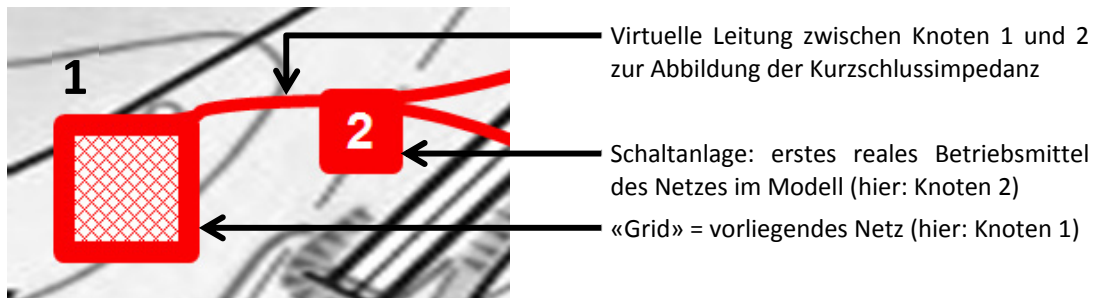 1
2
Virtuelle Leitung zwischen Knoten 1 und 2
zur Abbildung der Kurzschlussimpedanz
Schaltanlage: erstes reales Betriebsmittel
des Netzes im Modell (hier: Knoten 2)
«Grid» = vorliegendes Netz (hier: Knoten 1)